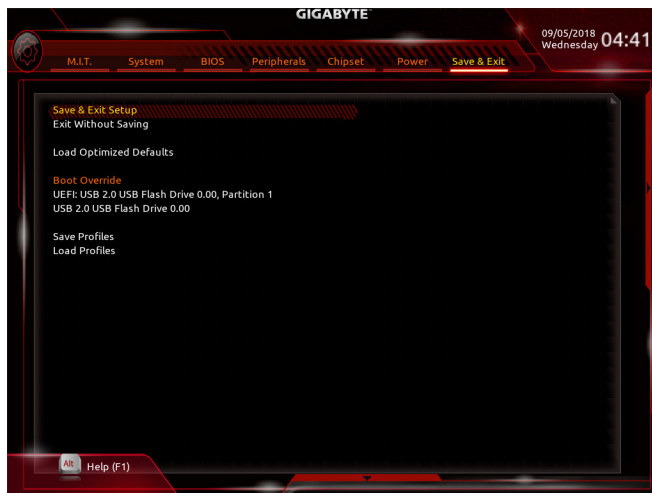 GIGABYTE™
09/05/2018
Wednesday
04:41
M.I.T. System BIOS Peripherals Chipset Power Save & Exit
Save & Exit Setup
Exit Without Saving
Load Optimized Defaults
Boot Override
UEFI: USB 2.0 USB Flash Drive 0.00, Partition 1
USB 2.0 USB Flash Drive 0.00
Save Profiles
Load Profiles
Alt Help (F1)